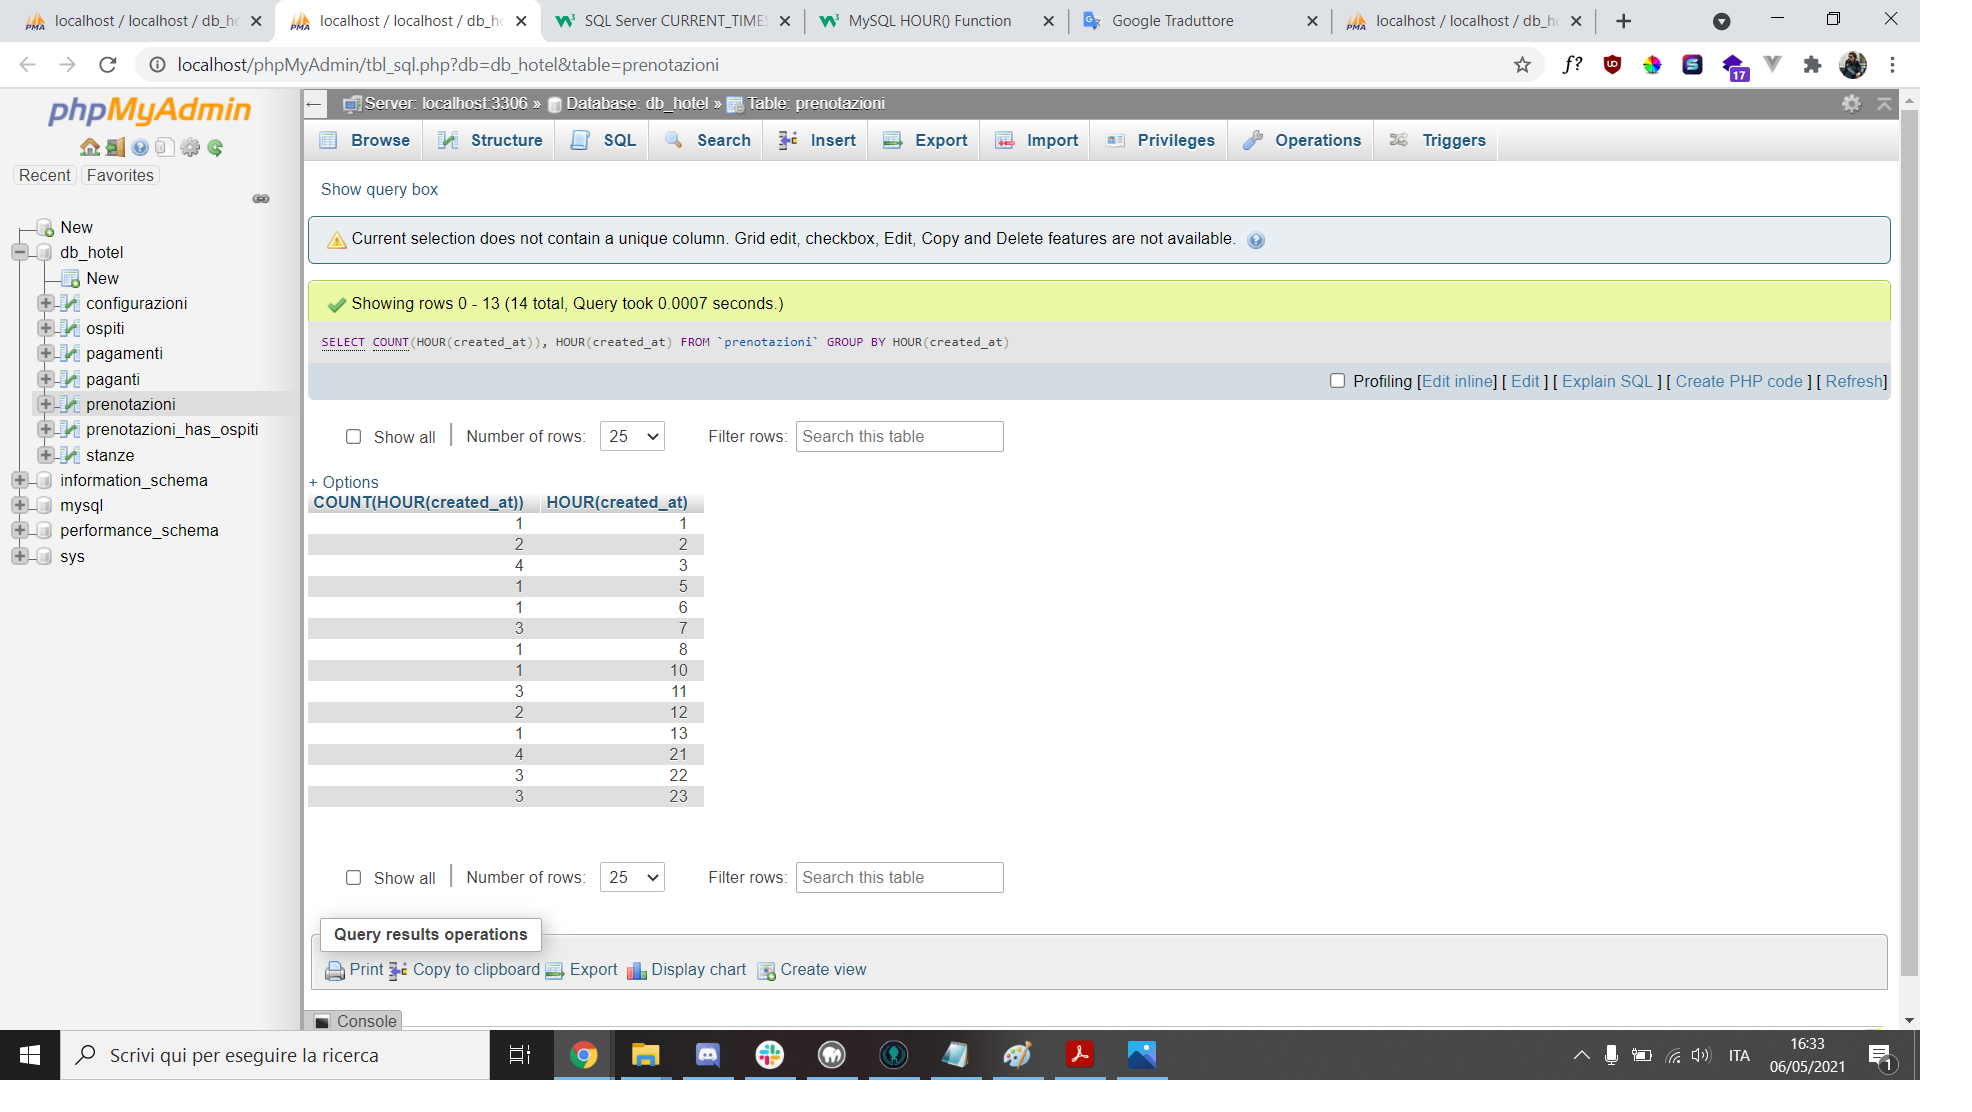 localhost / localhost / db_h
localhost / localhost / db_h
SQL Server CURRENT_TIMES
MySQL HOUR() Function
Google Traduttore
localhost / localhost / db_h
localhost/phpMyAdmin/tbl_sql.php?db=db_hotel&table=prenotazioni
f?
17
phpMyAdmin
Recent
Favorites
New
db_hotel
New
configurazioni
ospiti
pagamenti
paganti
prenotazioni
prenotazioni_has_ospiti
stanze
information_schema
mysql
performance_schema
sys
Server: localhost:3306 » Database: db_hotel » Table: prenotazioni
Browse Structure SQL Search Insert Export Import Privileges Operations Triggers
Show query box
Current selection does not contain a unique column. Grid edit, checkbox, Edit, Copy and Delete features are not available.
Showing rows 0 - 13 (14 total, Query took 0.0007 seconds.)
SELECT COUNT(HOUR(created_at)), HOUR(created_at) FROM `prenotazioni` GROUP BY HOUR(created_at)
Profiling [Edit inline] [ Edit ] [ Explain SQL ] [ Create PHP code ] [ Refresh]
Show all Number of rows: 25 Filter rows: Search this table
+ Options
COUNT(HOUR(created_at)) HOUR(created_at)
1 1
2 2
4 3
1 5
1 6
3 7
1 8
1 10
3 11
2 12
1 13
4 21
3 22
3 23
Show all Number of rows: 25 Filter rows: Search this table
Query results operations
Print Copy to clipboard Export Display chart Create view
Console
Scrivi qui per eseguire la ricerca
ITA
16:33
06/05/2021
1